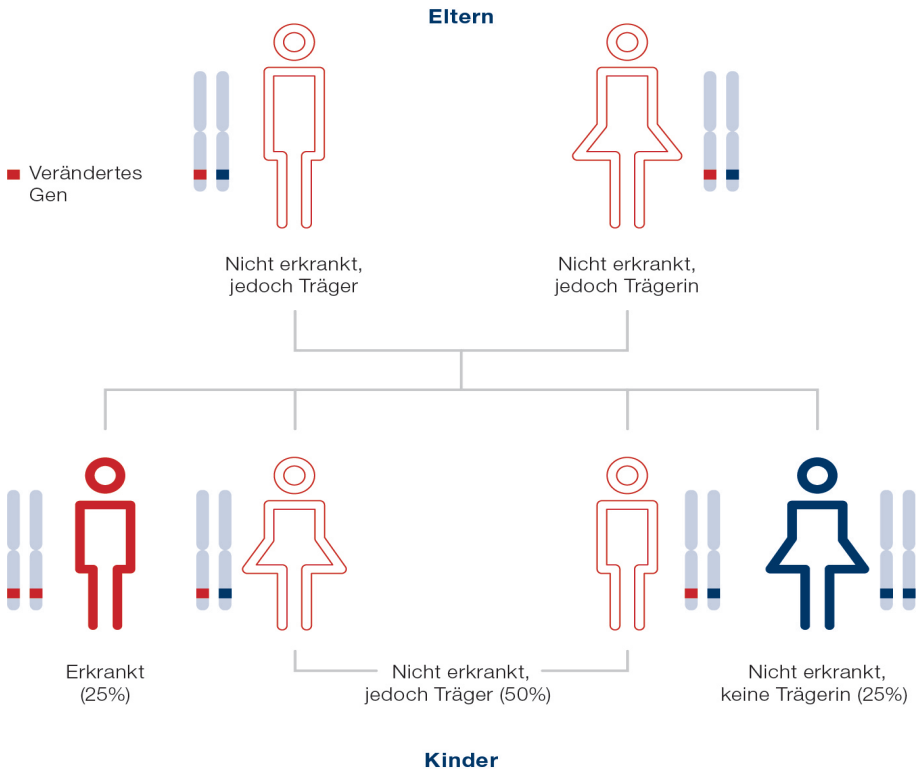 Eltern
Verändertes
Gen
Nicht erkrankt,
jedoch Träger
Nicht erkrankt,
jedoch Trägerin
Erkrankt
(25%)
Nicht erkrankt,
jedoch Träger (50%)
Nicht erkrankt,
keine Trägerin (25%)
Kinder